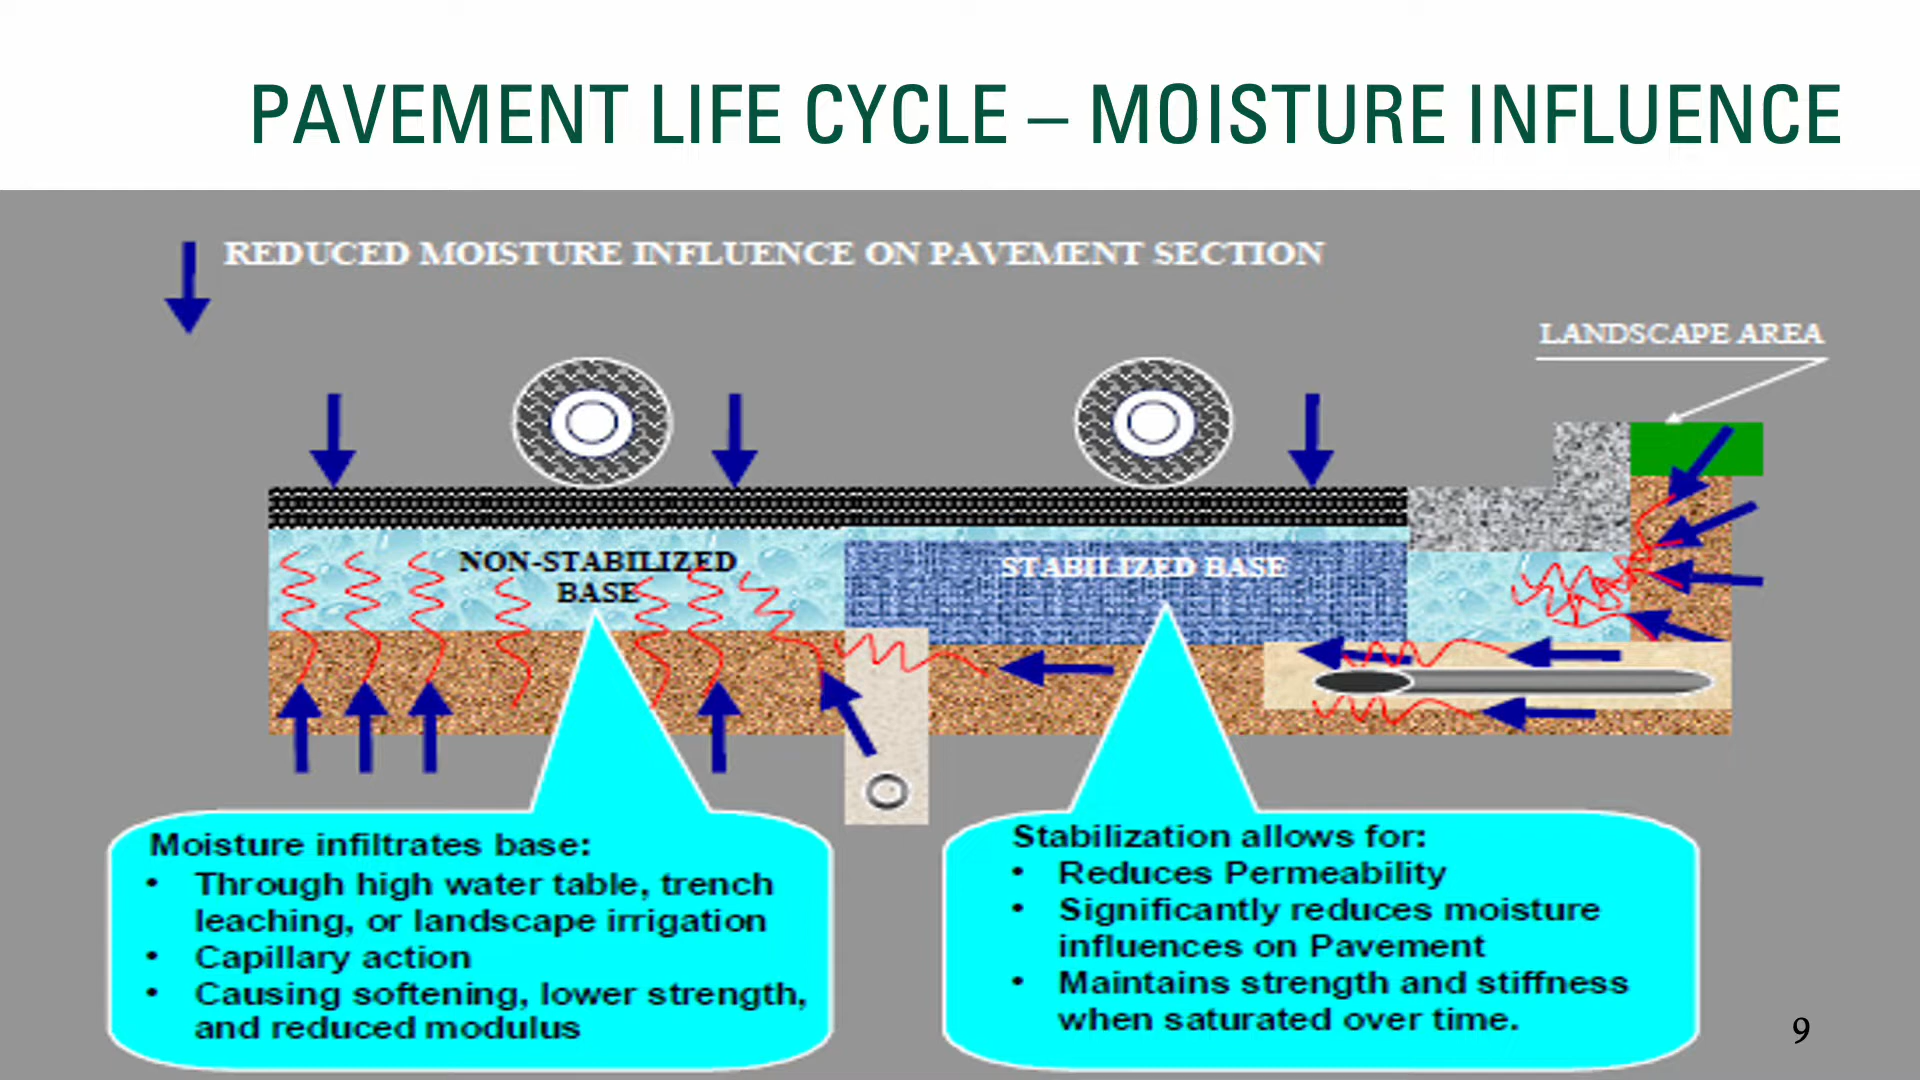 PAVEMENT LIFE CYCLE – MOISTURE INFLUENCE
REDUCED MOISTURE INFLUENCE ON PAVEMENT SECTION
LANDSCAPE AREA
NON-STABILIZED
BASE
STABILIZED BASE
Moisture infiltrates base:
• Through high water table, trench
leaching, or landscape irrigation
• Capillary action
• Causing softening, lower strength,
and reduced modulus
Stabilization allows for:
• Reduces Permeability
• Significantly reduces moisture
influences on Pavement
• Maintains strength and stiffness
when saturated over time.
9